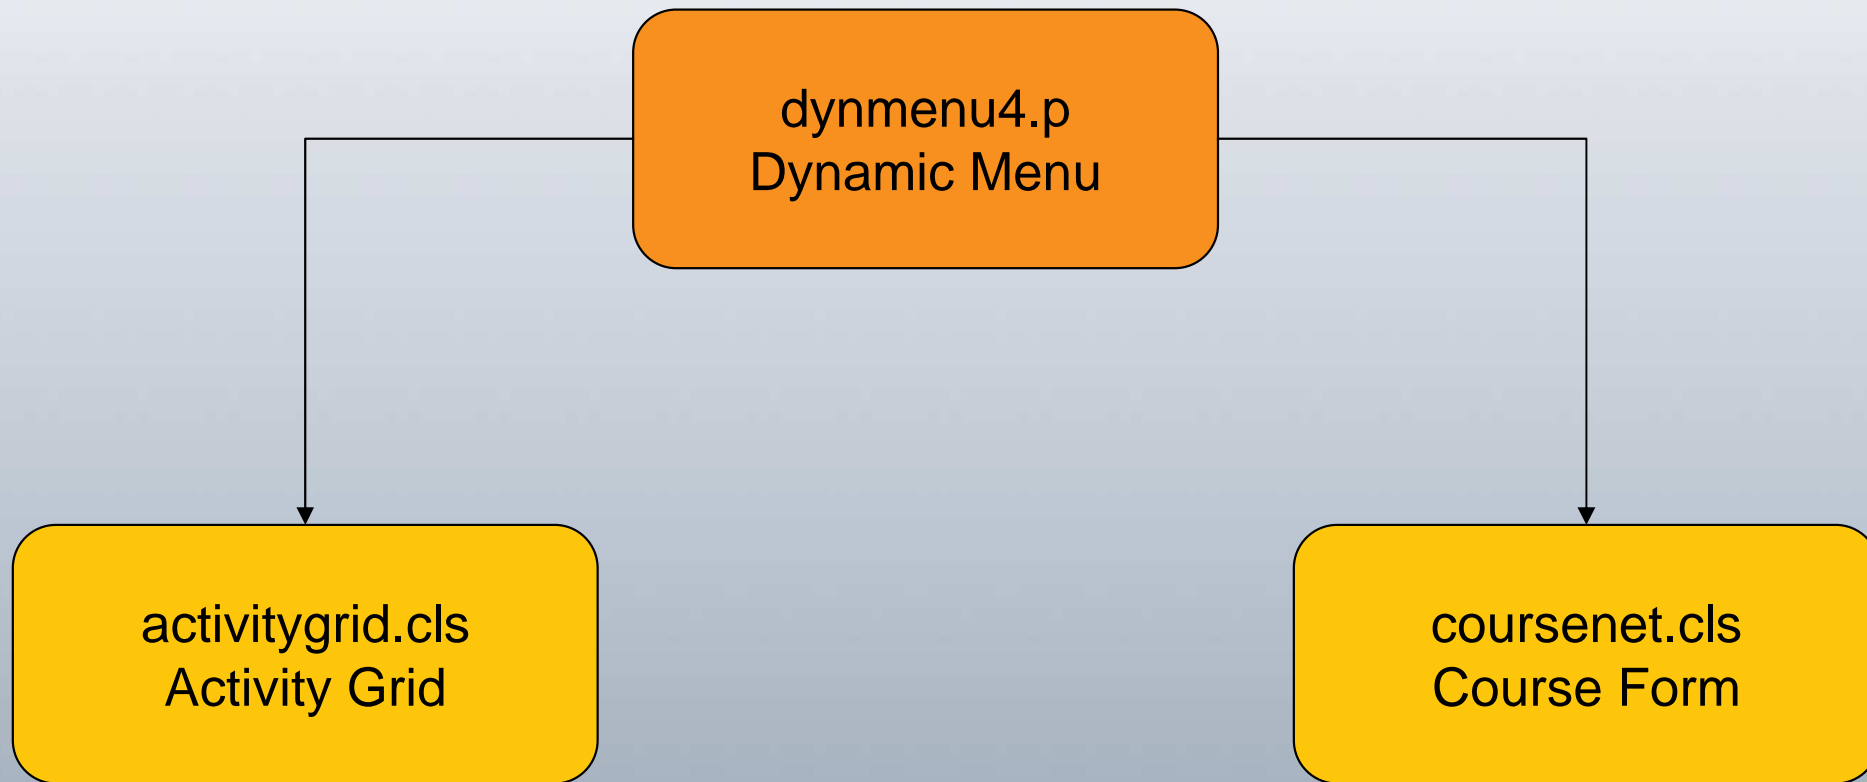 dynmenu4.p
Dynamic Menu
activitygrid.cls
Activity Grid
coursenet.cls
Course Form